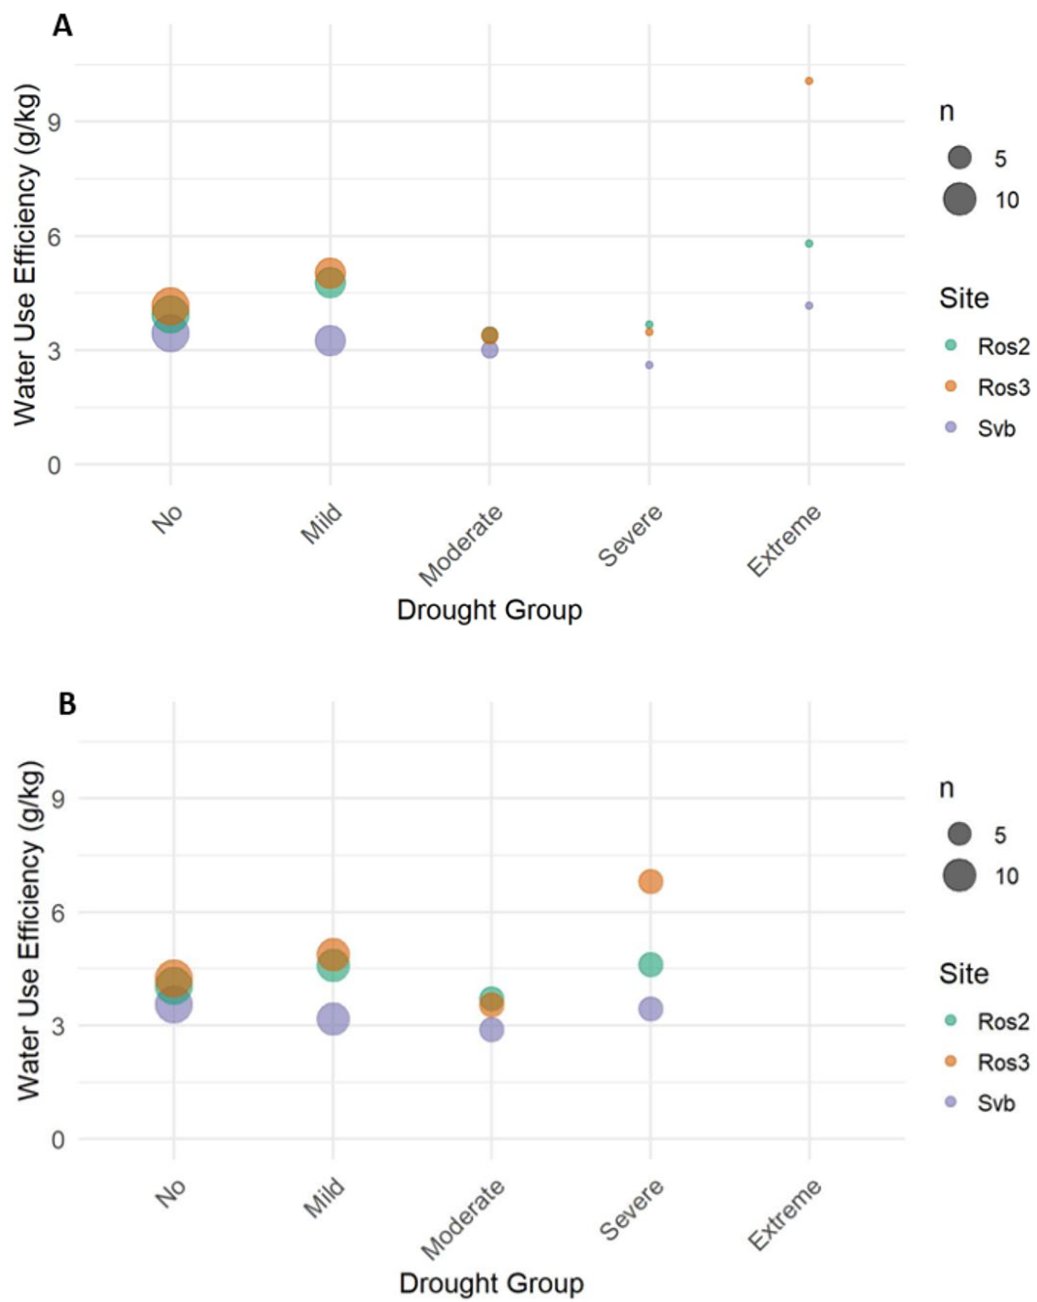 A
Water Use Efficiency (g/kg)
9
6
3
0
No
Mild
Moderate
Severe
Extreme
Drought Group
n
5
10
Site
Ros2
Ros3
Svb
B
Water Use Efficiency (g/kg)
9
6
3
0
No
Mild
Moderate
Severe
Extreme
Drought Group
n
5
10
Site
Ros2
Ros3
Svb